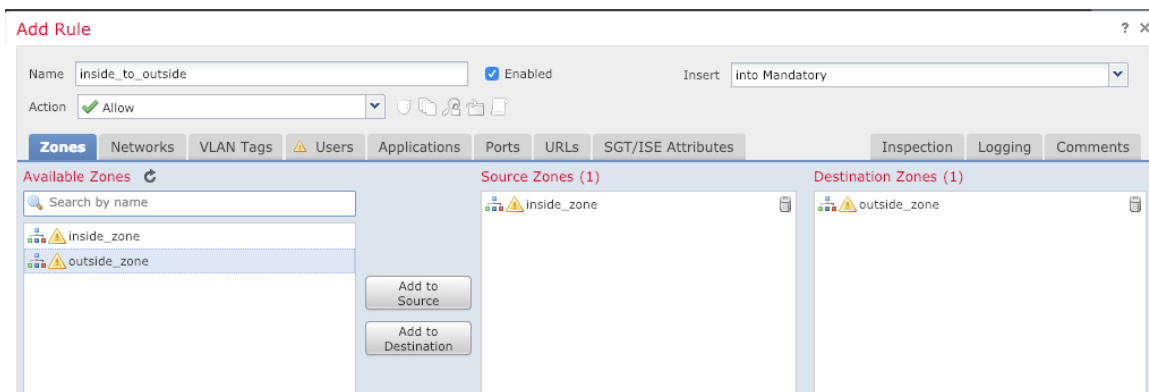 Add Rule
? X
Name inside_to_outside Enabled Insert into Mandatory
Action Allow
Zones Networks VLAN Tags Users Applications Ports URLs SGT/ISE Attributes Inspection Logging Comments
Available Zones Source Zones (1) Destination Zones (1)
Search by name inside_zone outside_zone
inside_zone
outside_zone
Add to
Source
Add to
Destination